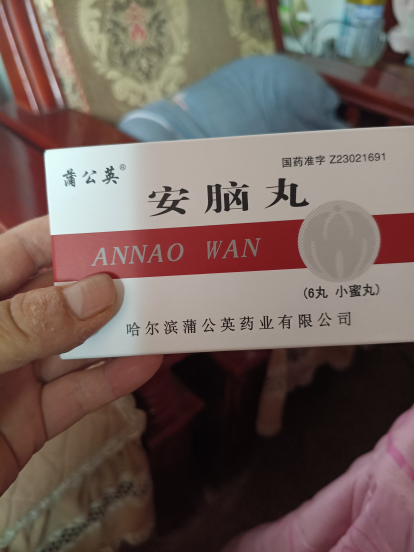 蒲公英®
国药准字 Z23021691
安脑丸
ANNAO WAN
(6丸 小蜜丸)
哈尔滨蒲公英药业有限公司